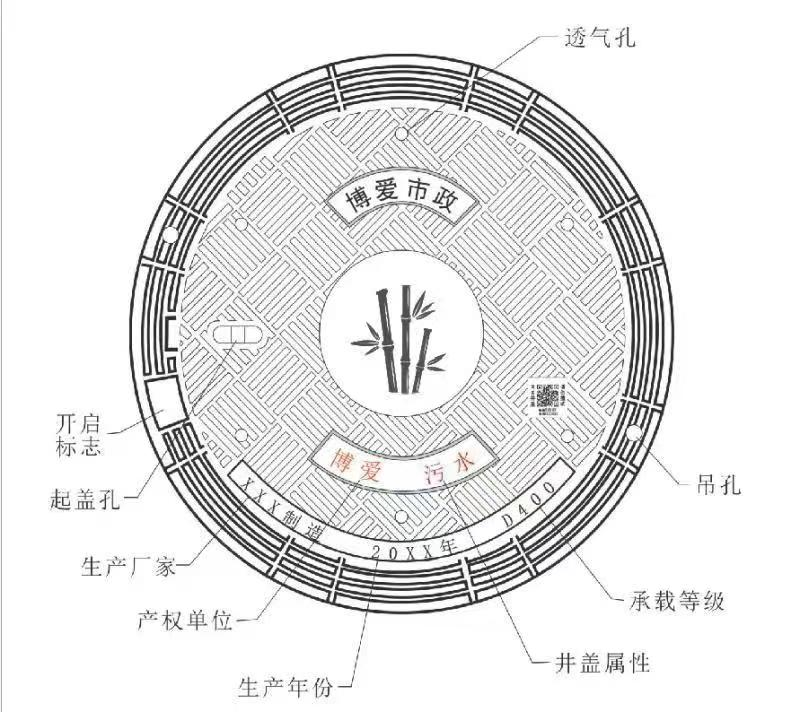 透气孔
博爱市政
开启
标志
起盖孔
吊孔
博爱 污水
XXX制造 20XX年 D400
生产厂家
产权单位
生产年份
承载等级
井盖属性